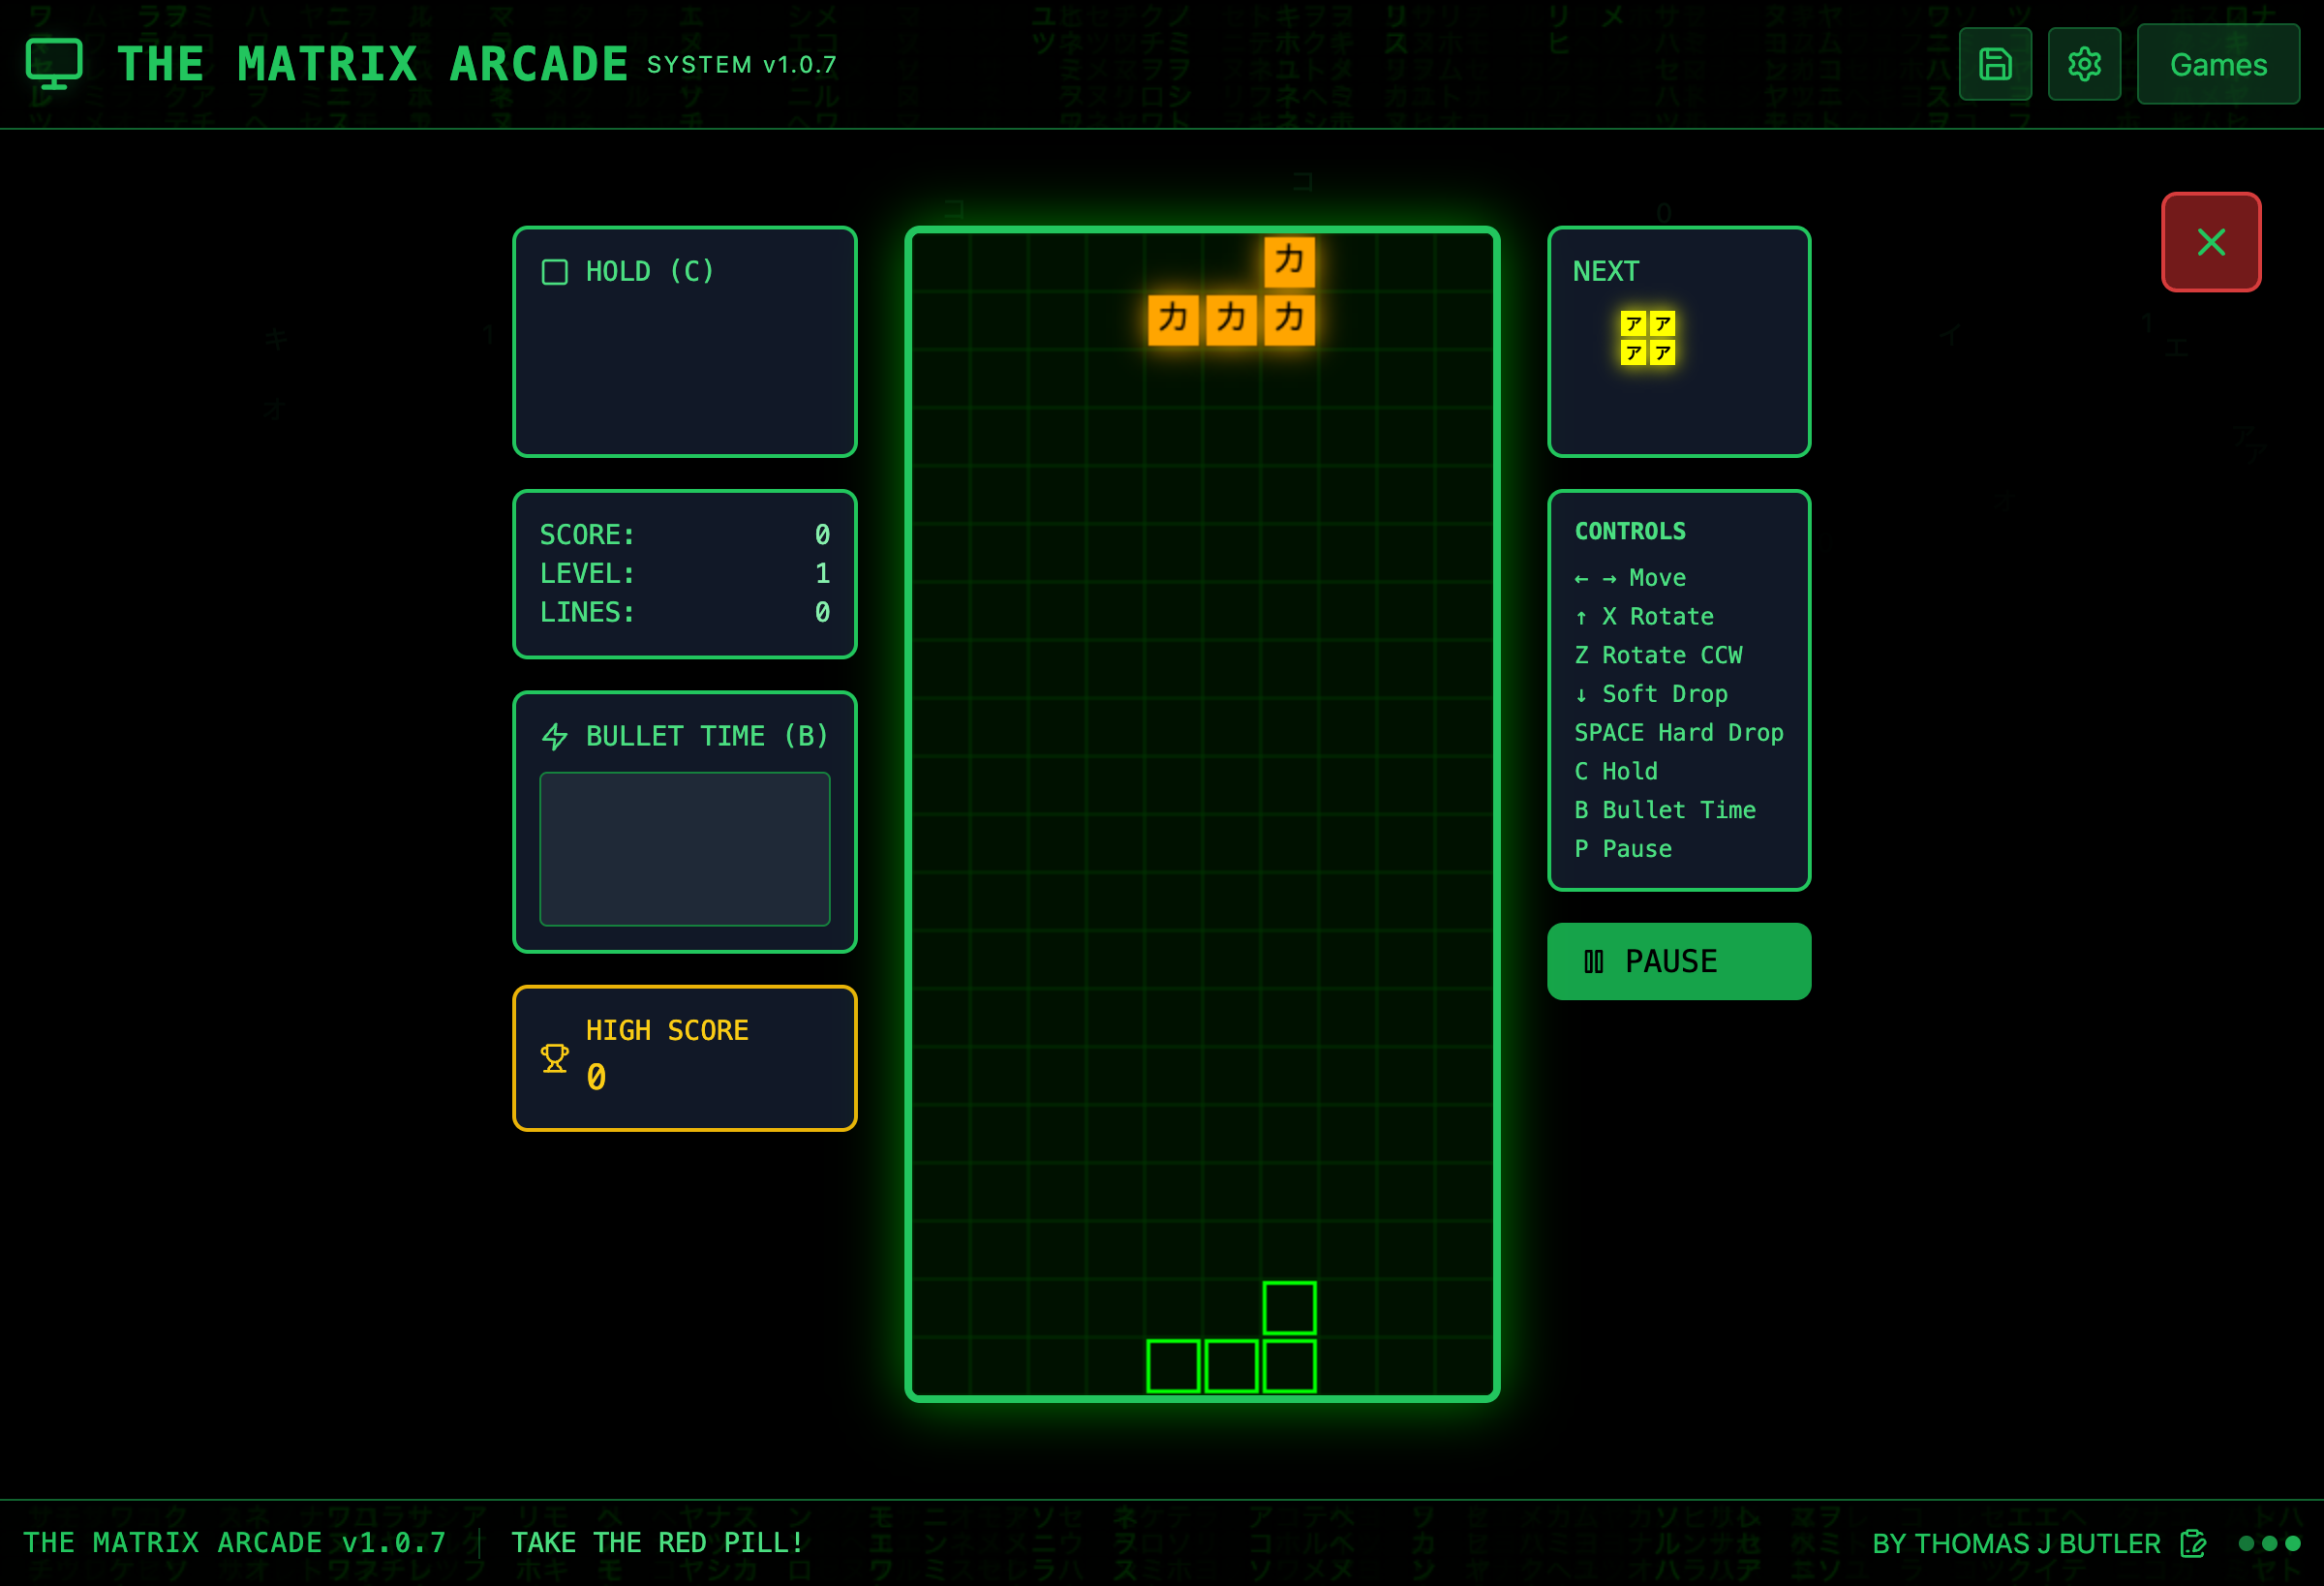 THE MATRIX ARCADE SYSTEM v1.0.7
Games
HOLD (C)
SCORE: 0
LEVEL: 1
LINES: 0
BULLET TIME (B)
HIGH SCORE
0
カ
カ カ カ
NEXT
ア ア
ア ア
CONTROLS
← → Move
↑ X Rotate
Z Rotate CCW
↓ Soft Drop
SPACE Hard Drop
C Hold
B Bullet Time
P Pause
PAUSE
THE MATRIX ARCADE v1.0.7
TAKE THE RED PILL!
BY THOMAS J BUTLER